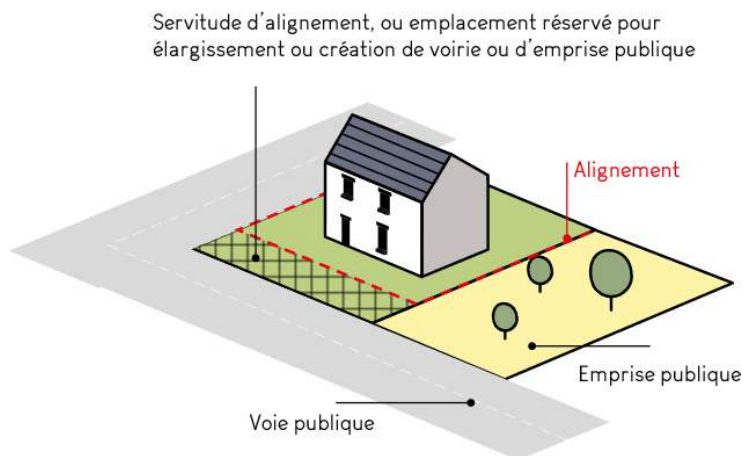 Servitude d'alignement, ou emplacement réservé pour
élargissement ou création de voirie ou d'emprise publique
Alignement
Emprise publique
Voie publique